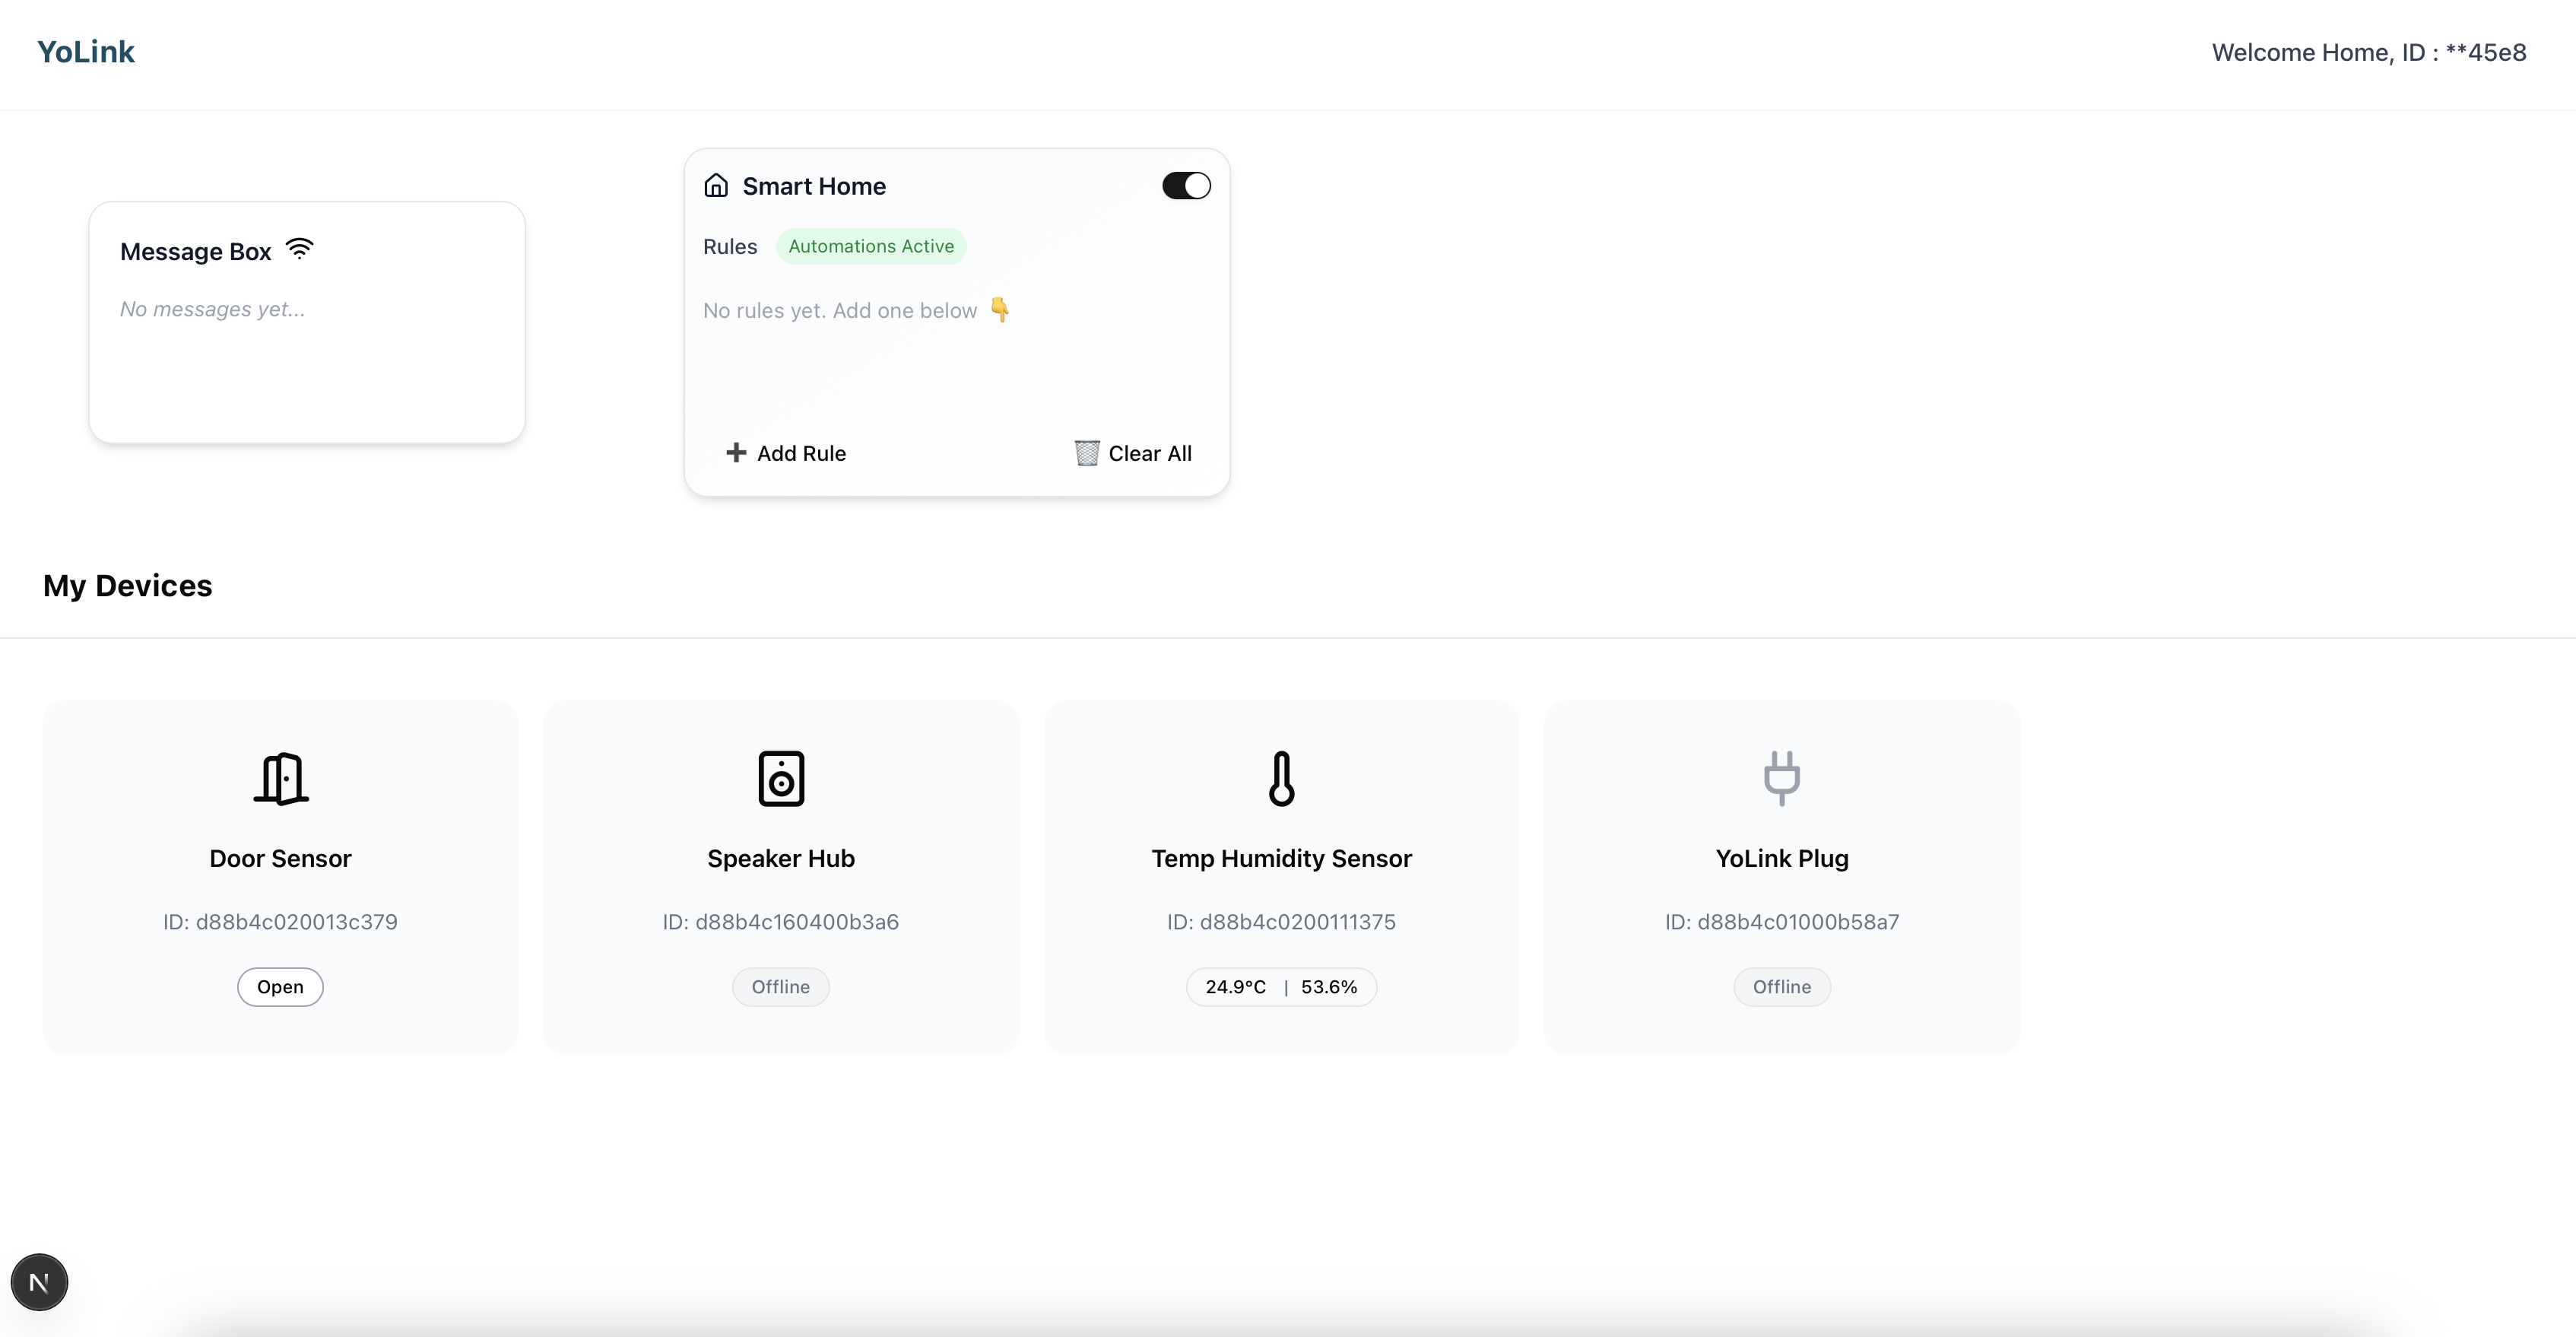 YoLink
Welcome Home, ID : **45e8
Message Box
No messages yet...
Smart Home
Rules
Automations Active
No rules yet. Add one below 👇
➕ Add Rule
🗑️ Clear All
My Devices
Door Sensor
ID: d88b4c020013c379
Open
Speaker Hub
ID: d88b4c160400b3a6
Offline
Temp Humidity Sensor
ID: d88b4c0200111375
24.9°C | 53.6%
YoLink Plug
ID: d88b4c01000b58a7
Offline
N